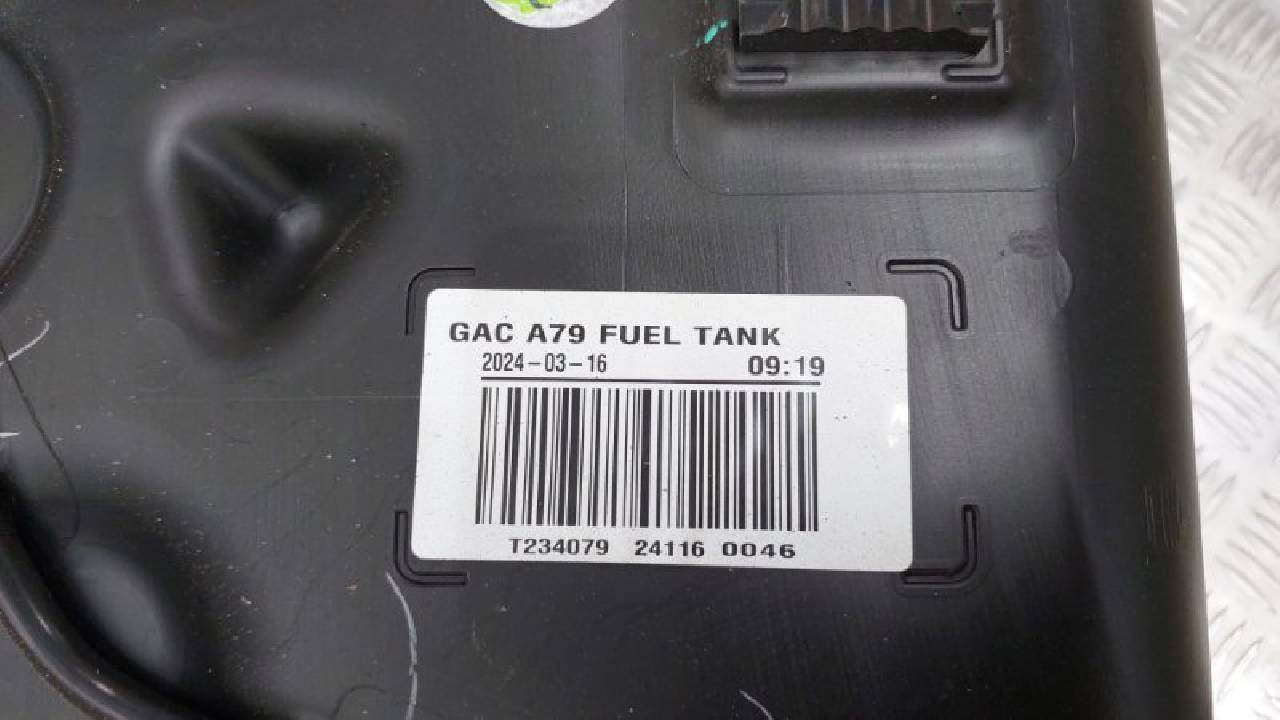 GAC A79 FUEL TANK
2024-03-16 09:19
T234079 24116 0046